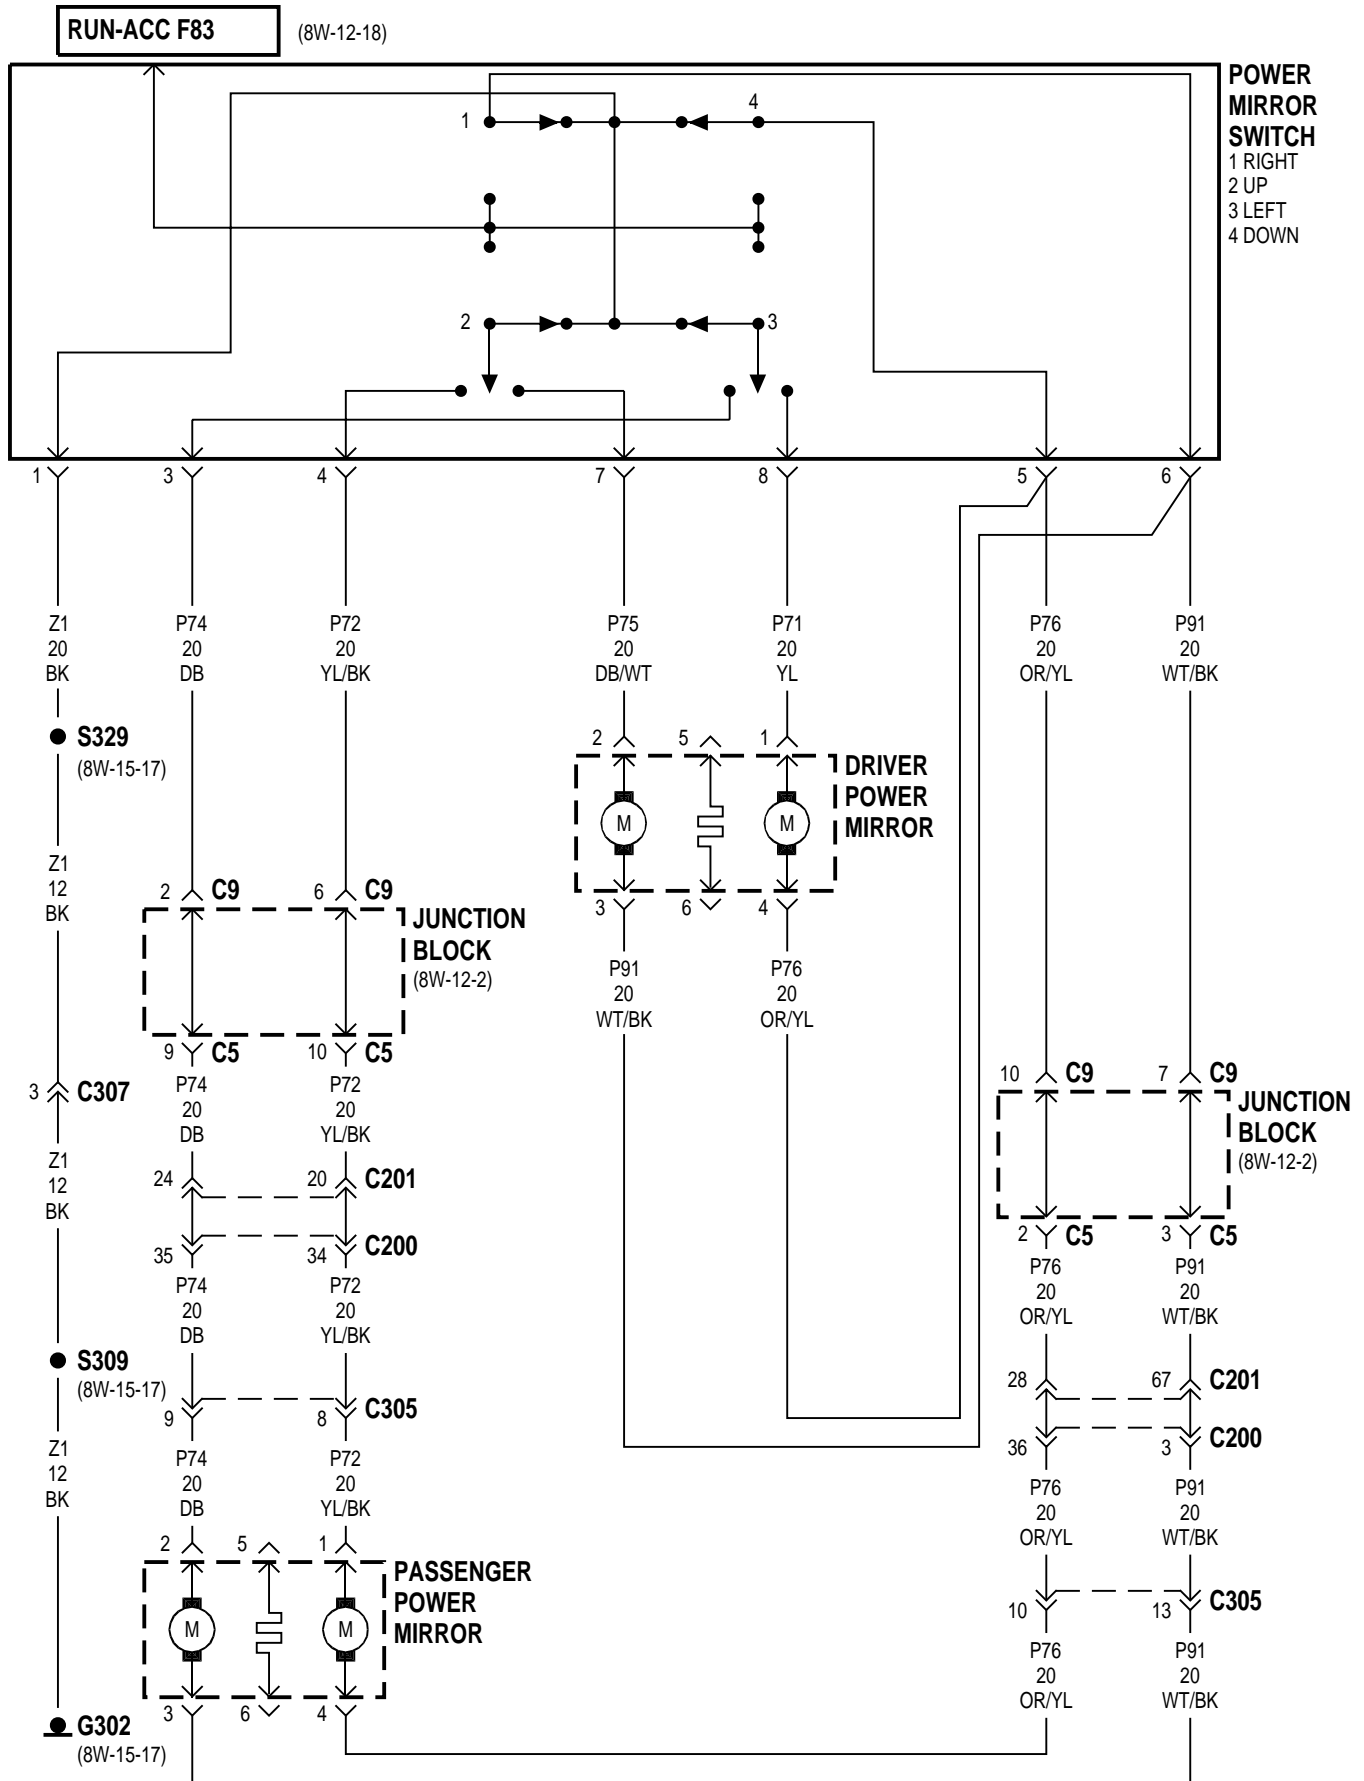 RUN-ACC F83 (8W-12-18)
POWER
MIRROR
SWITCH
1 RIGHT
2 UP
3 LEFT
4 DOWN
1 4
2 3
1 3 4 7 8 5 6
Z1 P74 P72 P75 P71 P76 P91
20 20 20 20 20 20 20
BK DB YL/BK DB/WT YL OR/YL WT/BK
S329
(8W-15-17)
2 5 1
DRIVER
POWER
MIRROR
M M
3 6 4
P91 P76
20 20
WT/BK OR/YL
Z1
12
BK
2 C9 6 C9
JUNCTION
BLOCK
(8W-12-2)
9 C5 10 C5
P74 P72
20 20
DB YL/BK
3 C307
Z1
12
BK
24 20 C201
35 34 C200
P74 P72
20 20
DB YL/BK
S309
(8W-15-17)
9 8 C305
Z1
12
BK
P74 P72
20 20
DB YL/BK
2 5 1
PASSENGER
POWER
MIRROR
M M
3 6 4
G302
(8W-15-17)
10 C9 7 C9
JUNCTION
BLOCK
(8W-12-2)
2 C5 3 C5
P76 P91
20 20
OR/YL WT/BK
28 67 C201
36 3 C200
P76 P91
20 20
OR/YL WT/BK
10 13 C305
P76 P91
20 20
OR/YL WT/BK